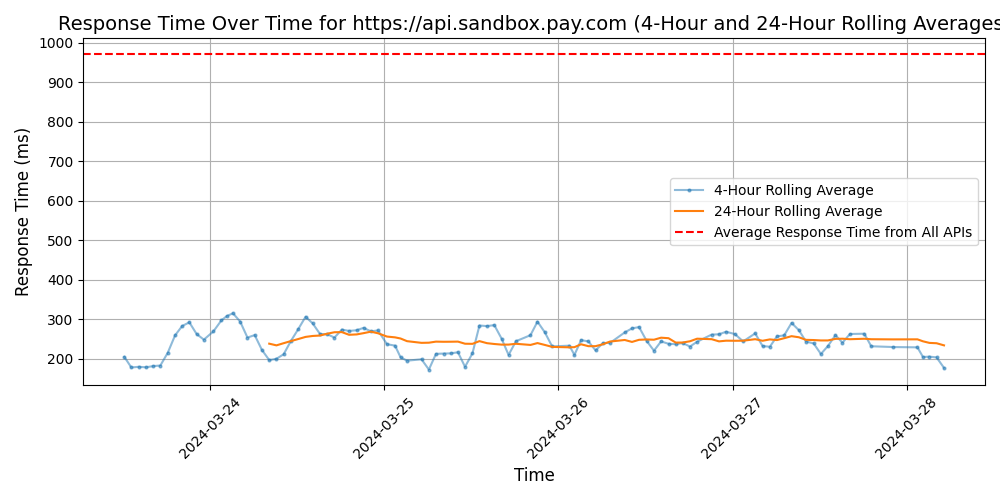 Response Time Over Time for https://api.sandbox.pay.com (4-Hour and 24-Hour Rolling Averages
1000
900
800
700
600
500
400
300
200
Response Time (ms)
4-Hour Rolling Average
24-Hour Rolling Average
Average Response Time from All APIs
2024-03-24
2024-03-25
2024-03-26
2024-03-27
2024-03-28
Time